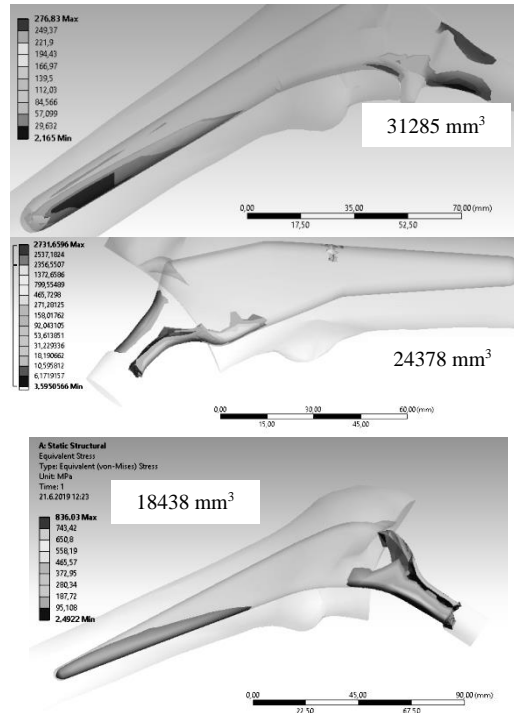 276,83 Max
249,37
221,9
194,43
166,97
139,5
112,03
84,566
57,099
29,632
2,165 Min
31285 mm³
0,00 35,00 70,00 (mm)
17,50 52,50
2731,6596 Max
2537,1824
2356,5507
1372,6586
799,55489
465,7298
271,28125
158,01762
92,043105
53,613851
31,229336
18,190662
10,595812
6,1719157
3,5950566 Min
24378 mm³
0,00 30,00 60,00 (mm)
15,00 45,00
A: Static Structural
Equivalent Stress
Type: Equivalent (von-Mises) Stress
Unit: MPa
Time: 1
21.6.2019 12:23
18438 mm³
836,03 Max
743,42
650,8
558,19
465,57
372,95
280,34
187,72
95,108
2,4922 Min
0,00 45,00 90,00 (mm)
22,50 67,50